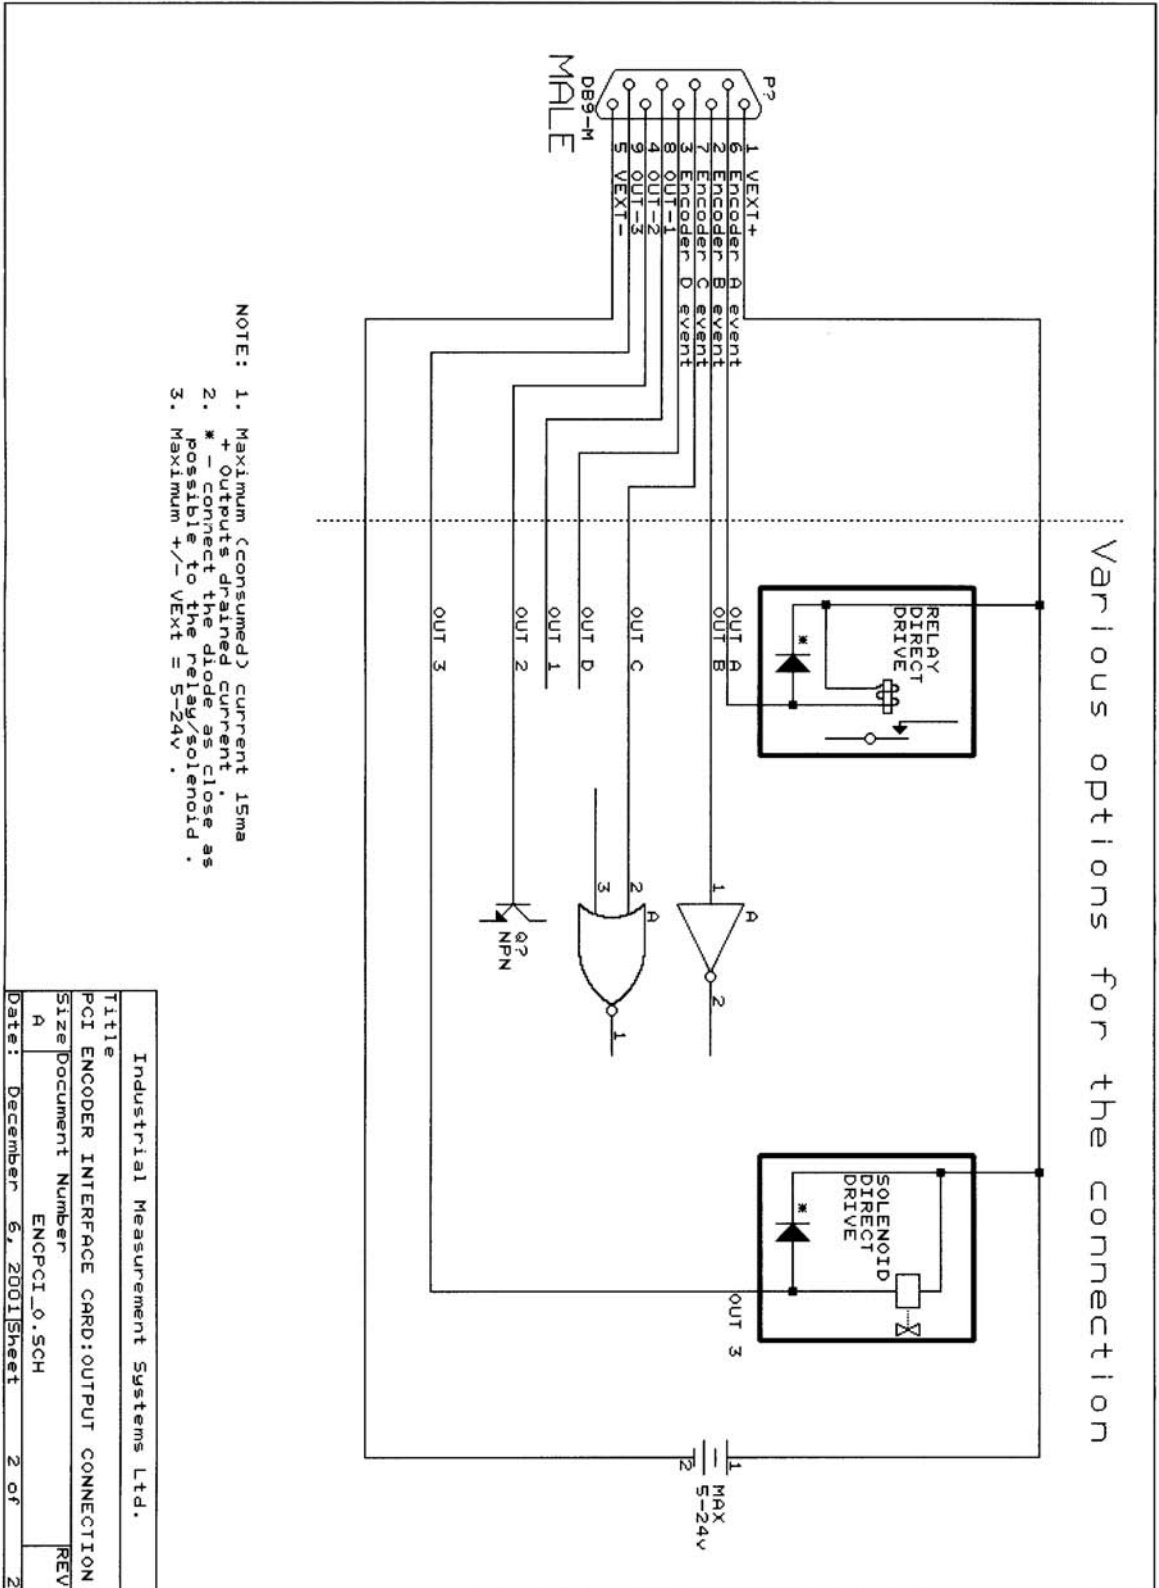 Various options for the connection
P?
DB9-M
MALE
1 VEXT+
6 Encoder A event
2 Encoder B event
7 Encoder C event
3 Encoder D event
8 OUT-1
4 OUT-2
9 OUT-3
5 VEXT-
RELAY
DIRECT
DRIVE
*
SOLENOID
DIRECT
DRIVE
*
OUT 3
OUT A
OUT B
OUT C
OUT D
OUT 1
OUT 2
OUT 3
1
A
2
2
3
A
1
Q?
NPN
1
2
MAX
5-24v
NOTE: 1. Maximum (consumed) current 15ma
+ Outputs drained current .
2. * - connect the diode as close as
possible to the relay/solenoid .
3. Maximum +/- VExt = 5-24v .
Industrial Measurement Systems Ltd.
Title
PCI ENCODER INTERFACE CARD:OUTPUT CONNECTION
Size Document Number REV
A ENCPCI_0.SCH
Date: December 6, 2001 Sheet 2 of 2